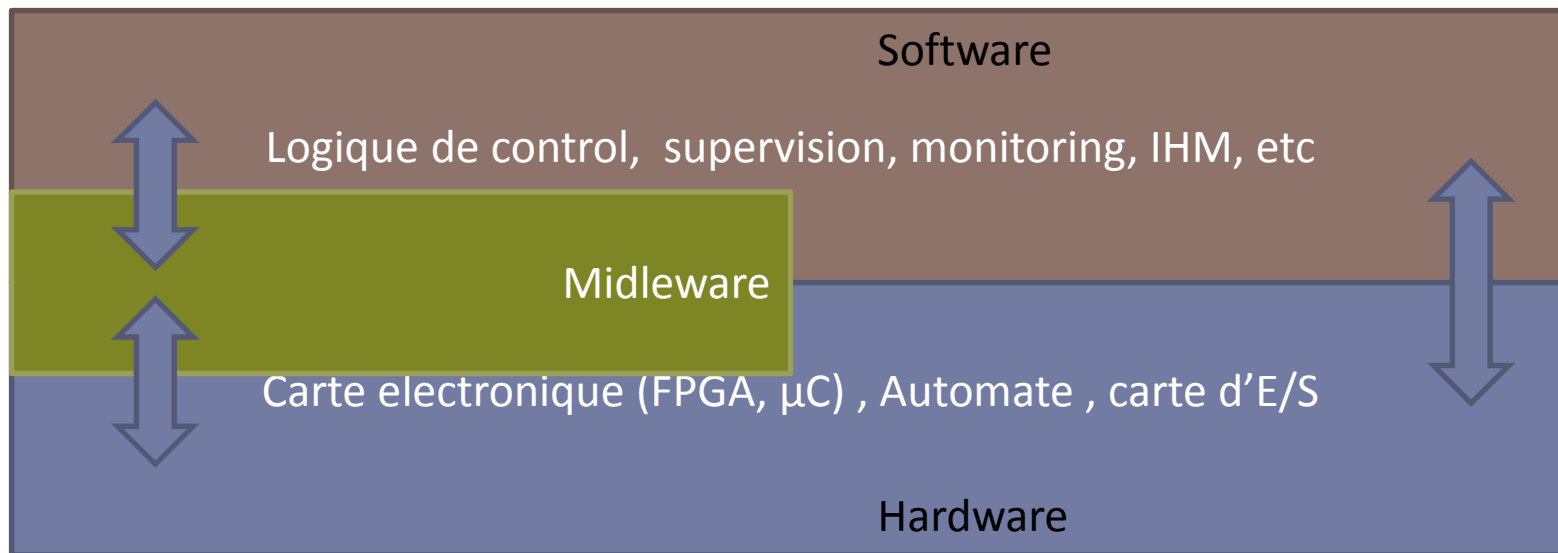 Software
Logique de control,  supervision, monitoring, IHM, etc
Midleware
Carte electronique (FPGA, µC) , Automate , carte d’E/S
Hardware